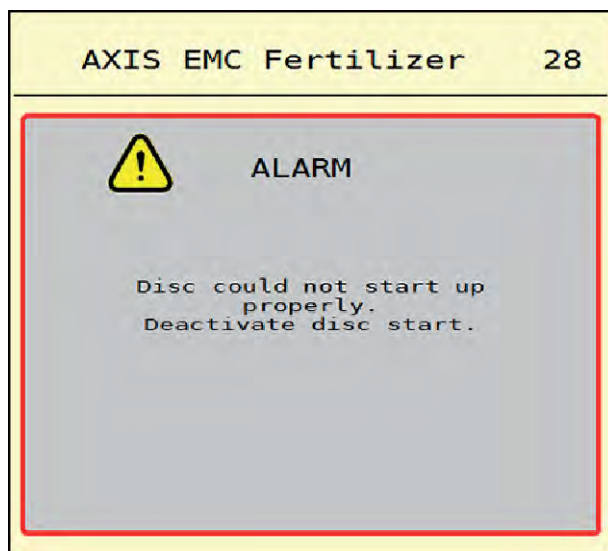 AXIS EMC Fertilizer 28
ALARM
Disc could not start up
properly.
Deactivate disc start.